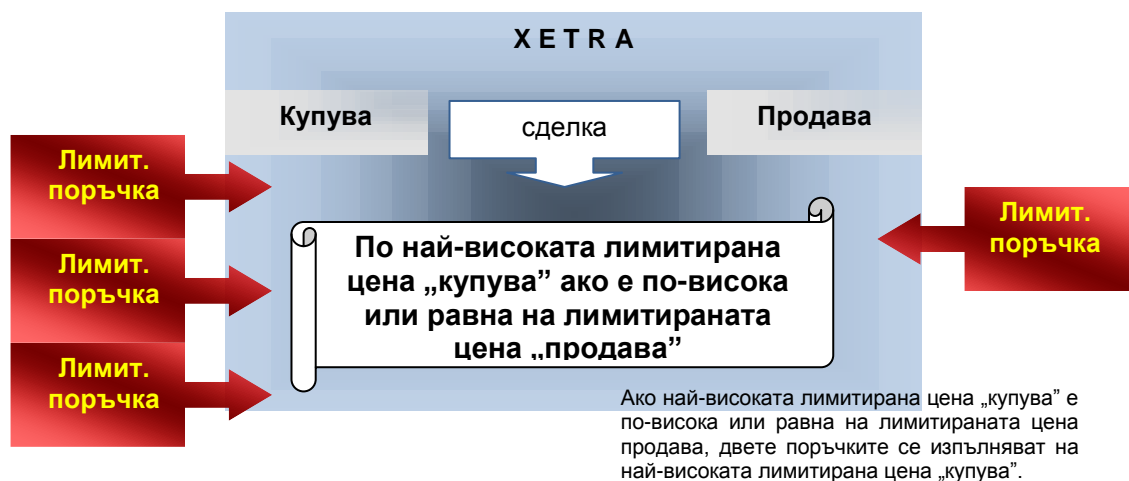 X E T R A
Купува
сделка
Продава
Лимит.
поръчка
Лимит.
поръчка
Лимит.
поръчка
Лимит.
поръчка
По най-високата лимитирана
цена „купува” ако е по-висока
или равна на лимитираната
цена „продава”
Ако най-високата лимитирана цена „купува” е
по-висока или равна на лимитираната цена
продава, двете поръчките се изпълняват на
най-високата лимитирана цена „купува”.